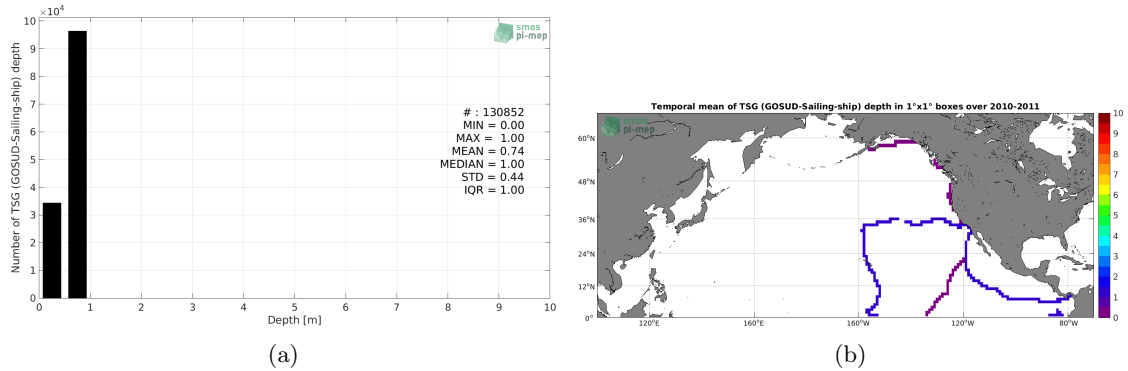 ×10⁴
smos
pi-mep
Number of TSG (GOSUD-Sailing-ship) depth
10
9
8
7
6
5
4
3
2
1
0
# : 130852
MIN = 0.00
MAX = 1.00
MEAN = 0.74
MEDIAN = 1.00
STD = 0.44
IQR = 1.00
0 1 2 3 4 5 6 7 8 9 10
Depth [m]
(a)
Temporal mean of TSG (GOSUD-Sailing-ship) depth in 1°x1° boxes over 2010-2011
smos
pi-mep
60°N
48°N
36°N
24°N
12°N
0°
120°E 160°E 160°W 120°W 80°W
10
9
8
7
6
5
4
3
2
1
0
(b)